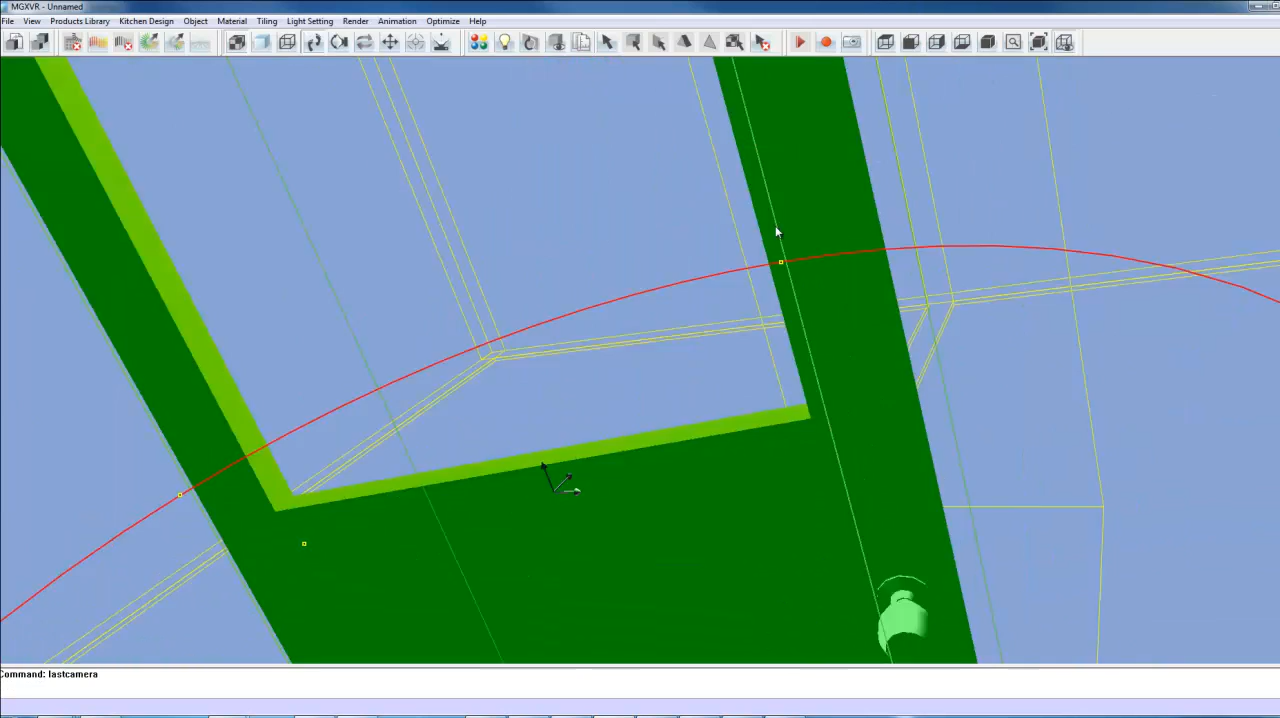 MGXVR - Unnamed
File View Products Library Kitchen Design Object Material Tiling Light Setting Render Animation Optimize Help
Command: lastcamera